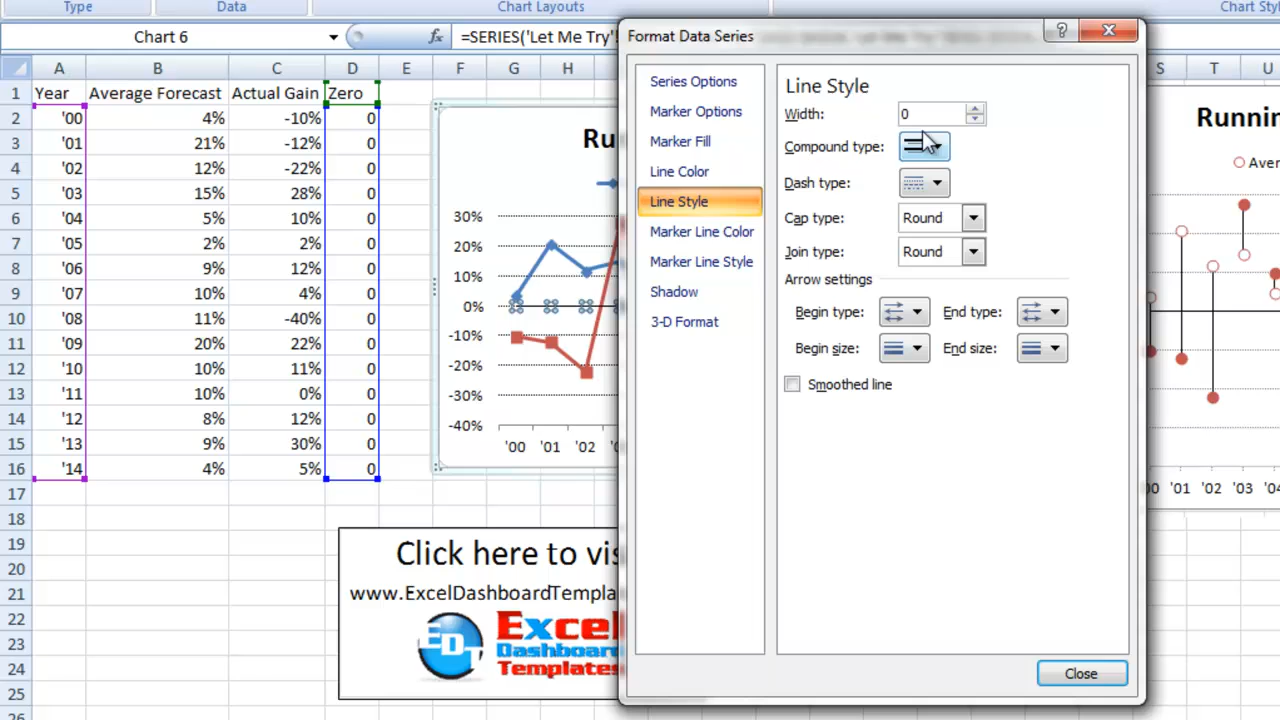 Type Data Chart Layouts Chart Sty
Chart 6 fx =SERIES('Let Me Try'!
Format Data Series
A B C D E F G H S T U
1 Year Average Forecast Actual Gain Zero
2 '00 4% -10% 0
3 '01 21% -12% 0
4 '02 12% -22% 0
5 '03 15% 28% 0
6 '04 5% 10% 0
7 '05 2% 2% 0
8 '06 9% 12% 0
9 '07 10% 4% 0
10 '08 11% -40% 0
11 '09 20% 22% 0
12 '10 10% 11% 0
13 '11 10% 0% 0
14 '12 8% 12% 0
15 '13 9% 30% 0
16 '14 4% 5% 0
17
18
19
20
21
22
23
24
25
26
Ru
30%
20%
10%
0%
-10%
-20%
-30%
-40%
'00 '01 '02
Click here to vis
www.ExcelDashboardTempla
EDT
Excel
Dashboard
Templates
Series Options
Marker Options
Marker Fill
Line Color
Line Style
Marker Line Color
Marker Line Style
Shadow
3-D Format
Line Style
Width: 0
Compound type:
Dash type:
Cap type: Round
Join type: Round
Arrow settings
Begin type: End type:
Begin size: End size:
Smoothed line
Close
Runnin
Aver
00 '01 '02 '03 '04